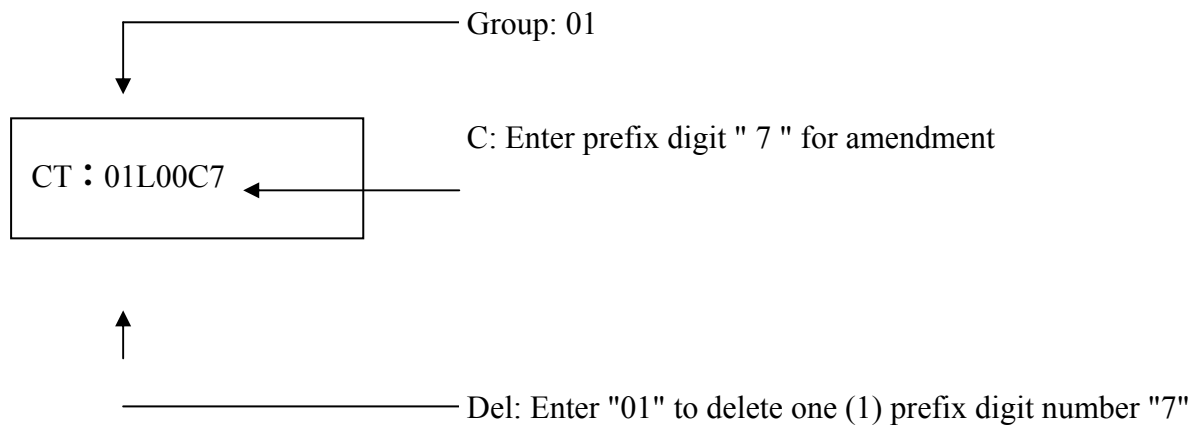 Group: 01
C: Enter prefix digit " 7 " for amendment
CT：01L00C7
Del: Enter "01" to delete one (1) prefix digit number "7"